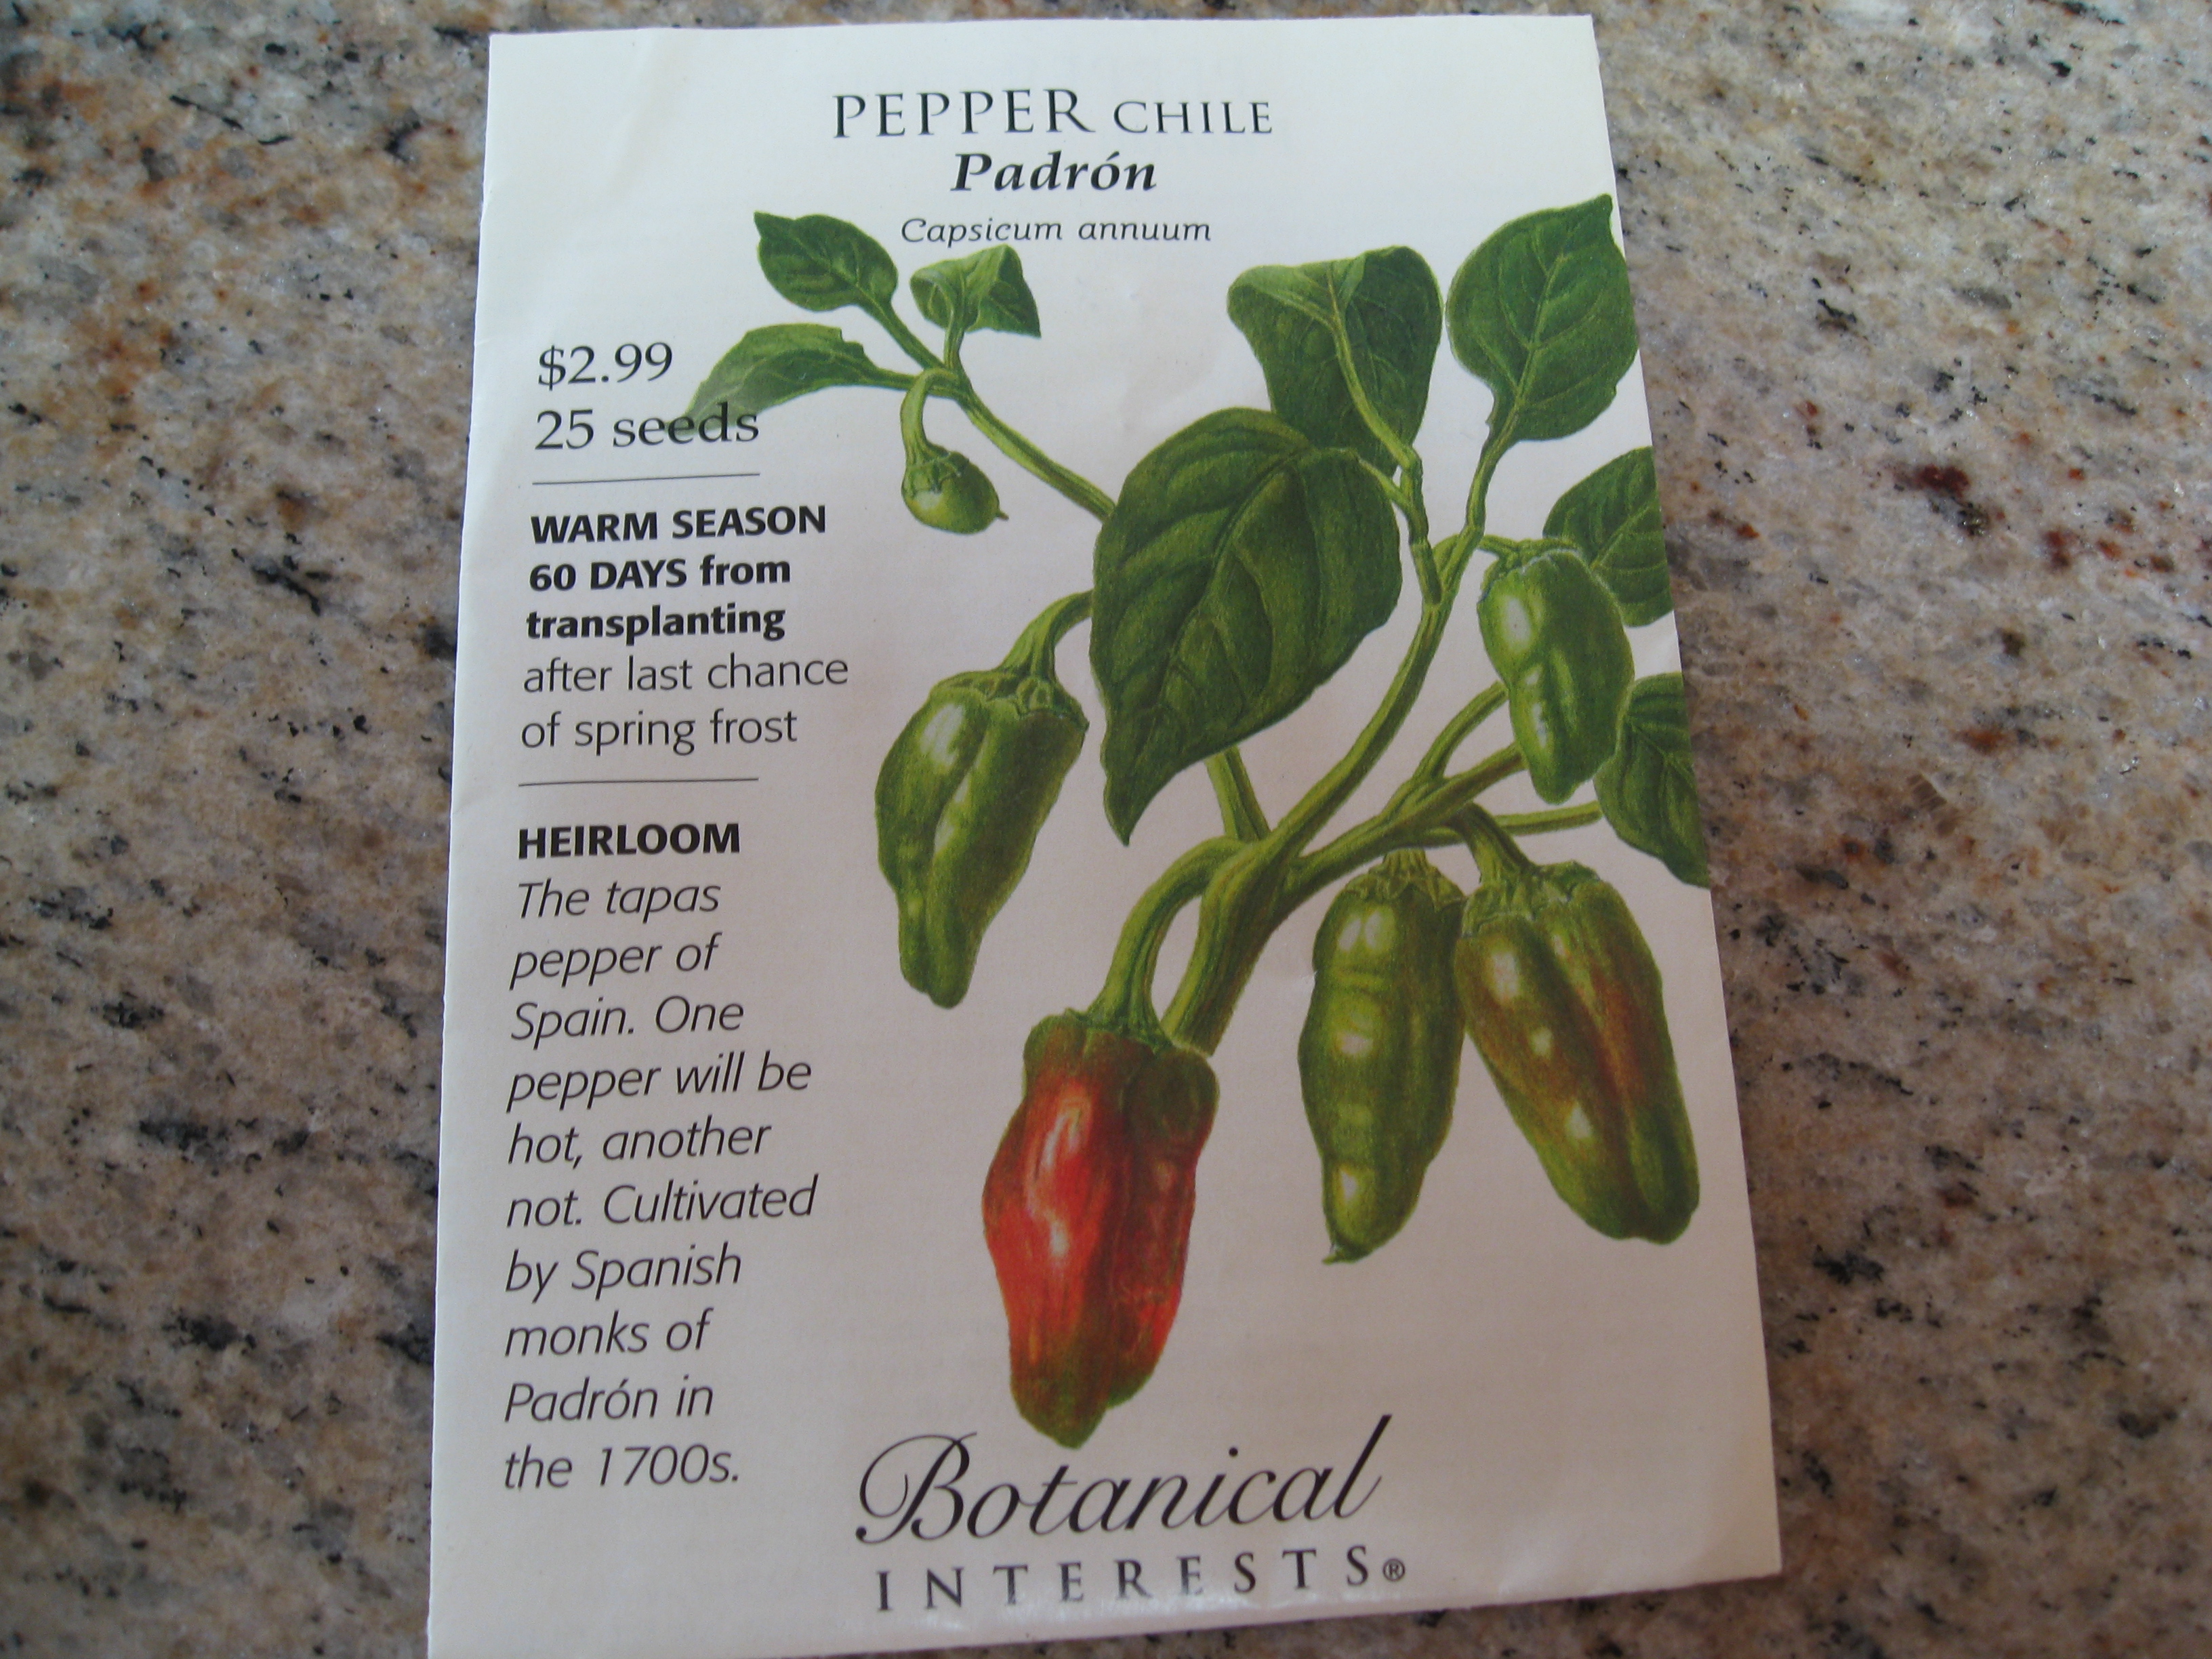 PEPPER CHILE
Padrón
Capsicum annuum
$2.99
25 seeds
WARM SEASON
60 DAYS from
transplanting
after last chance
of spring frost
HEIRLOOM
The tapas
pepper of
Spain. One
pepper will be
hot, another
not. Cultivated
by Spanish
monks of
Padrón in
the 1700s.
Botanical
INTERESTS®